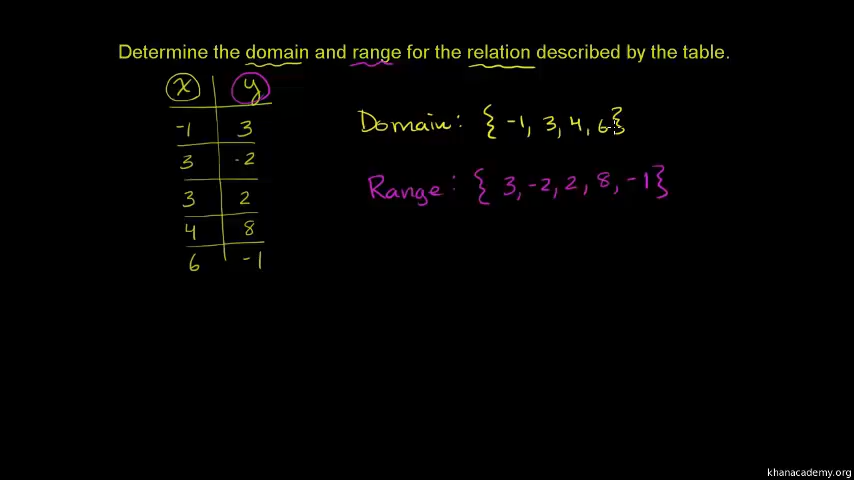 Determine the domain and range for the relation described by the table.
x y
-1 3
3 -2
3 2
4 8
6 -1
Domain: { -1, 3, 4, 6}
Range: { 3, -2, 2, 8, -1}
khanacademy.org